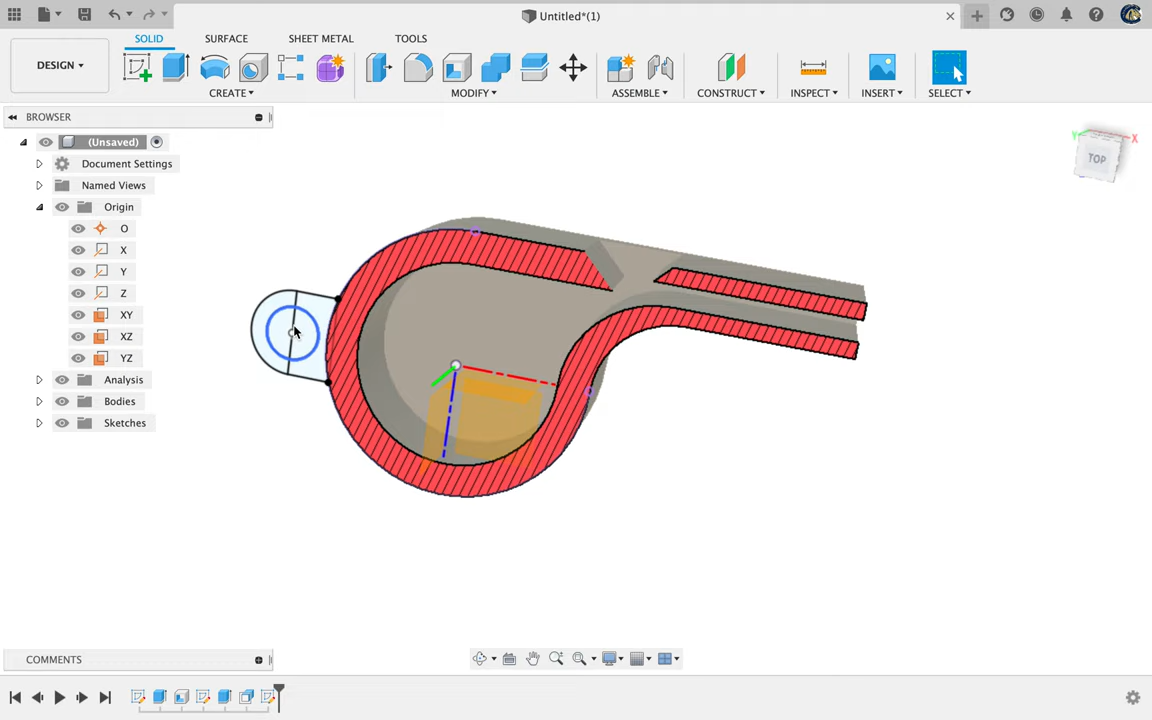 Untitled*(1)
SOLID SURFACE SHEET METAL TOOLS
DESIGN ▾
CREATE ▾ MODIFY ▾ ASSEMBLE ▾ CONSTRUCT ▾ INSPECT ▾ INSERT ▾ SELECT ▾
BROWSER
(Unsaved)
TOP
X
Document Settings
Named Views
Origin
O
X
Y
Z
XY
XZ
YZ
Analysis
Bodies
Sketches
COMMENTS